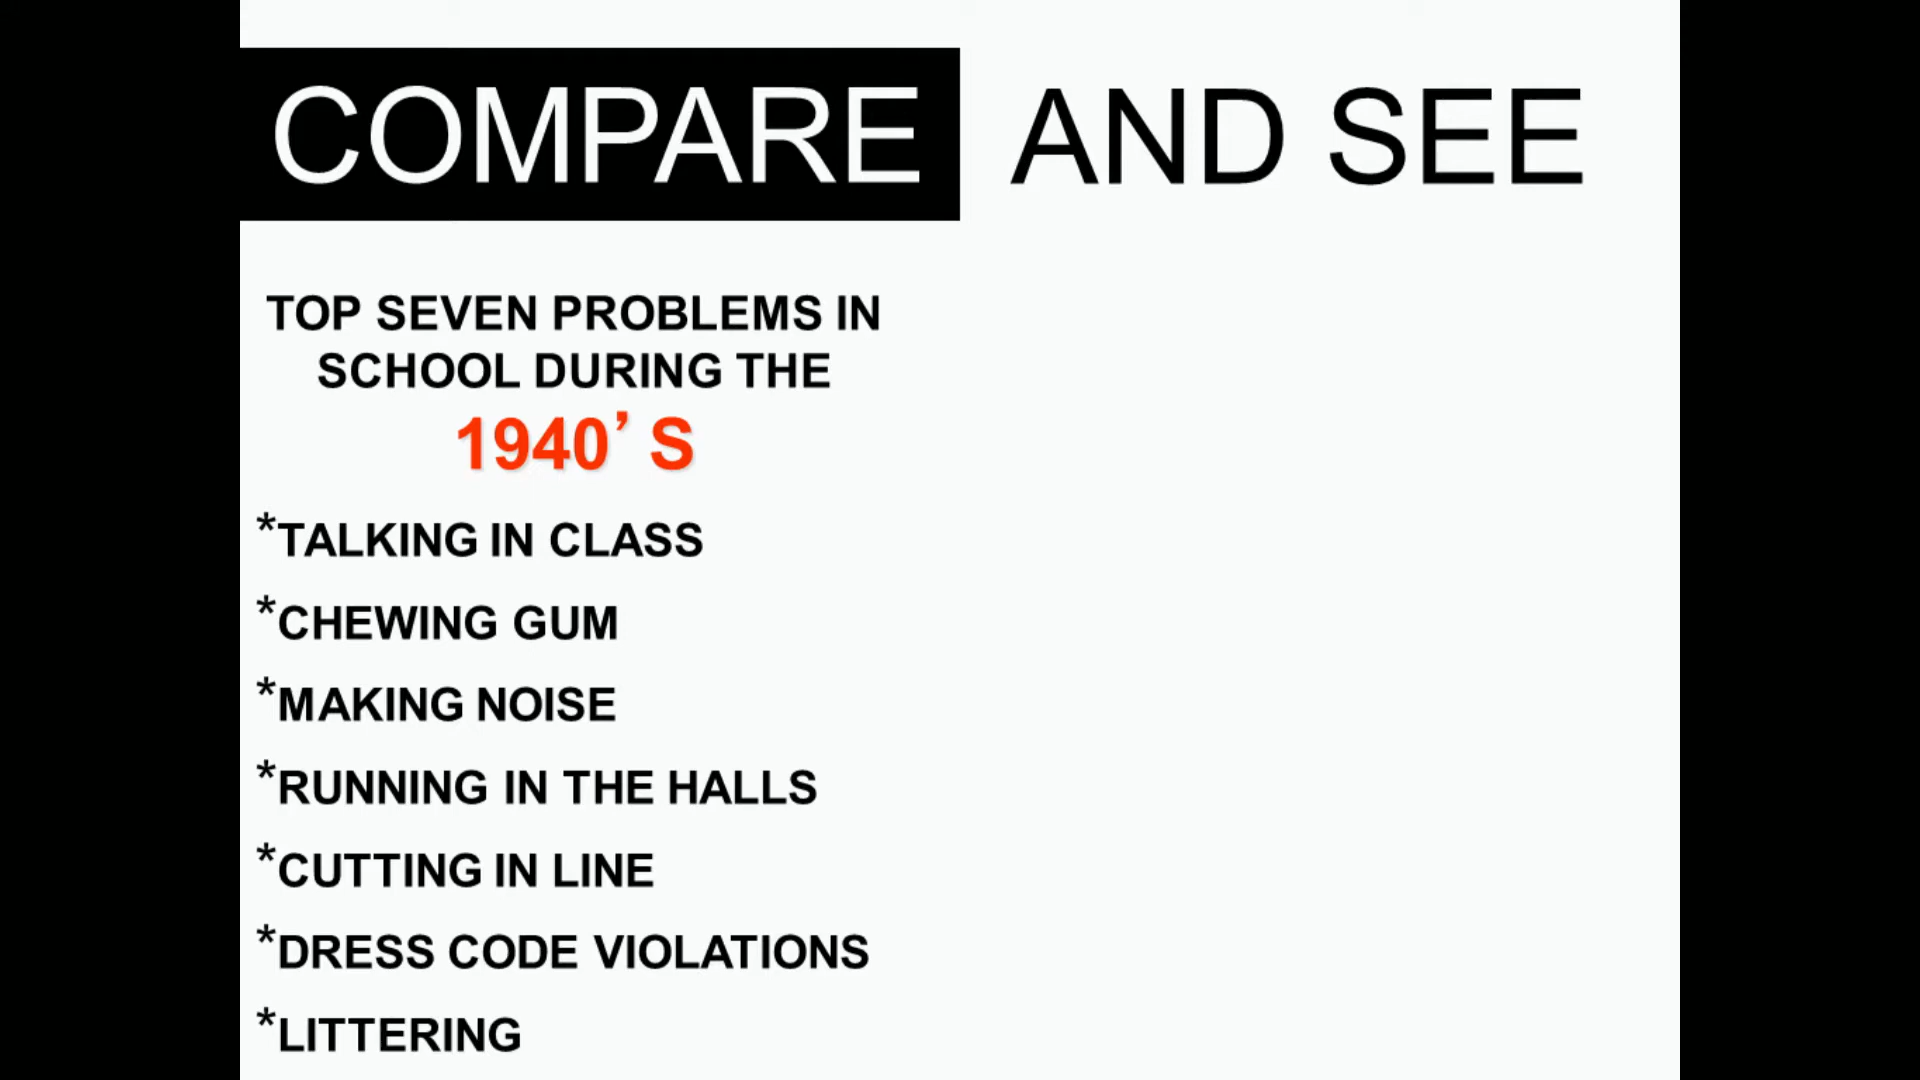 COMPARE AND SEE
TOP SEVEN PROBLEMS IN
SCHOOL DURING THE
1940’S
*TALKING IN CLASS
*CHEWING GUM
*MAKING NOISE
*RUNNING IN THE HALLS
*CUTTING IN LINE
*DRESS CODE VIOLATIONS
*LITTERING